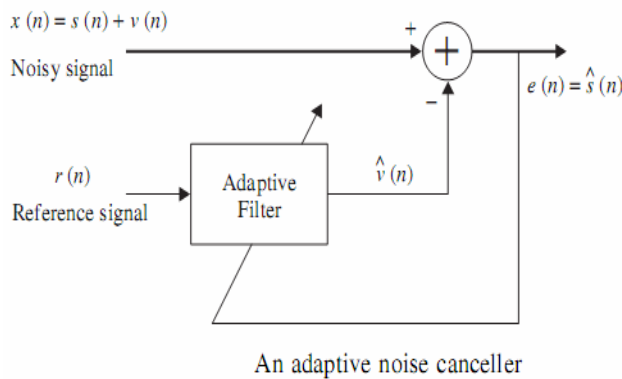 x (n) = s (n) + v (n)
Noisy signal
+
+
−
e (n) = ŝ (n)
r (n)
Reference signal
Adaptive
Filter
v̂ (n)
An adaptive noise canceller